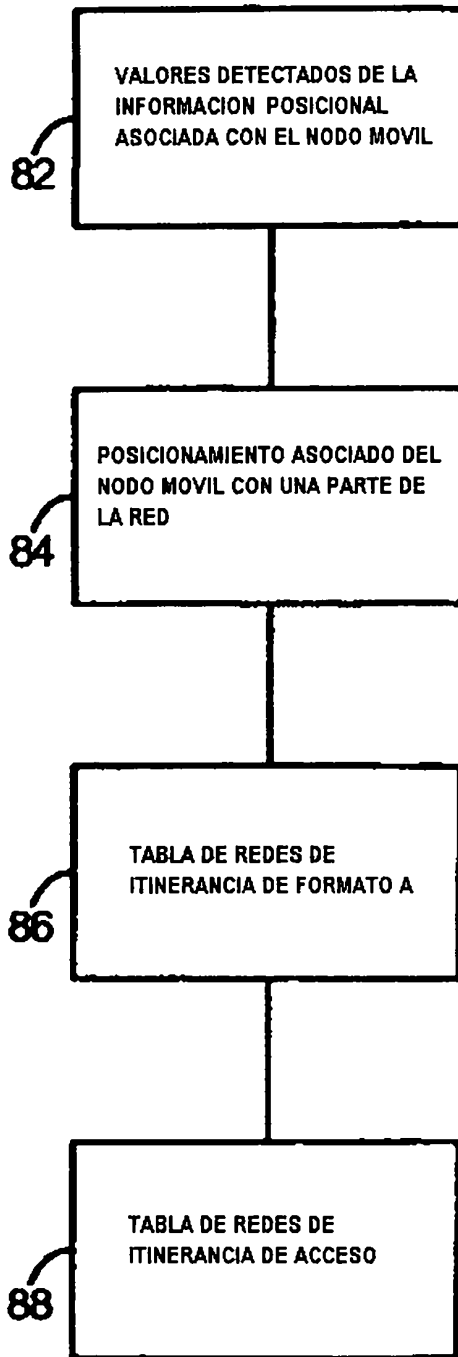 VALORES DETECTADOS DE LA
INFORMACION POSICIONAL
ASOCIADA CON EL NODO MOVIL
82
POSICIONAMIENTO ASOCIADO DEL
NODO MOVIL CON UNA PARTE DE
LA RED
84
TABLA DE REDES DE
ITINERANCIA DE FORMATO A
86
TABLA DE REDES DE
ITINERANCIA DE ACCESO
88